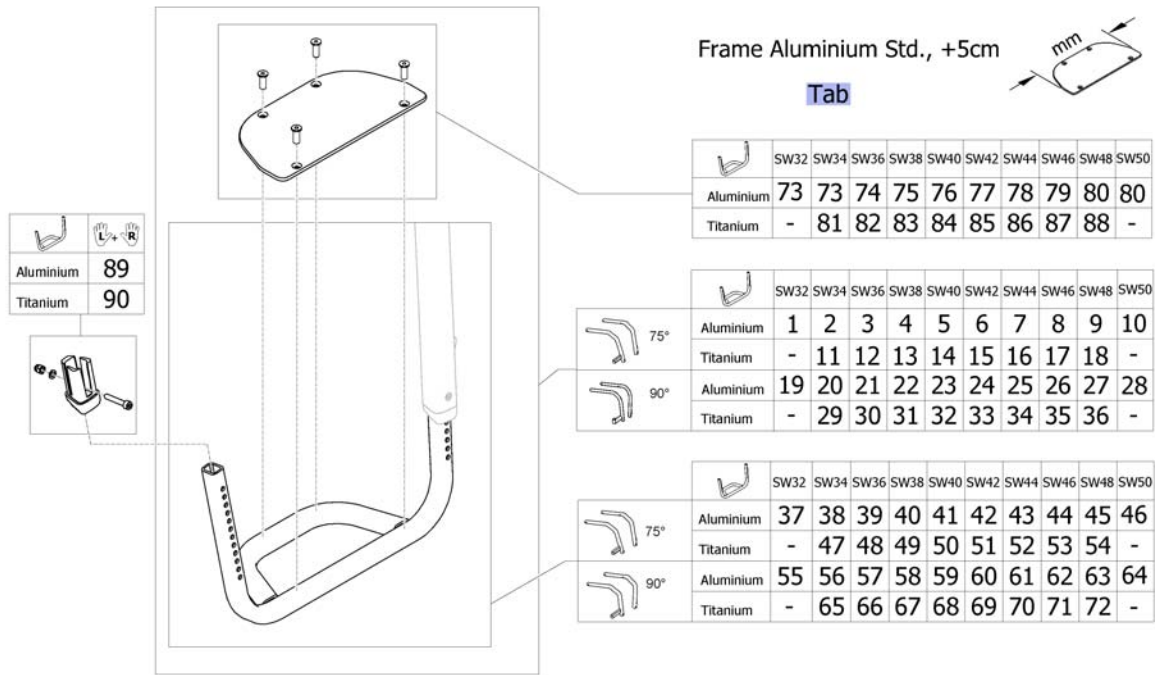 Frame Aluminium Std., +5cm
mm
Tab
SW32 SW34 SW36 SW38 SW40 SW42 SW44 SW46 SW48 SW50
Aluminium 73 73 74 75 76 77 78 79 80 80
Titanium - 81 82 83 84 85 86 87 88 -
L + R
Aluminium 89
Titanium 90
SW32 SW34 SW36 SW38 SW40 SW42 SW44 SW46 SW48 SW50
75°
Aluminium 1 2 3 4 5 6 7 8 9 10
Titanium - 11 12 13 14 15 16 17 18 -
90°
Aluminium 19 20 21 22 23 24 25 26 27 28
Titanium - 29 30 31 32 33 34 35 36 -
SW32 SW34 SW36 SW38 SW40 SW42 SW44 SW46 SW48 SW50
75°
Aluminium 37 38 39 40 41 42 43 44 45 46
Titanium - 47 48 49 50 51 52 53 54 -
90°
Aluminium 55 56 57 58 59 60 61 62 63 64
Titanium - 65 66 67 68 69 70 71 72 -